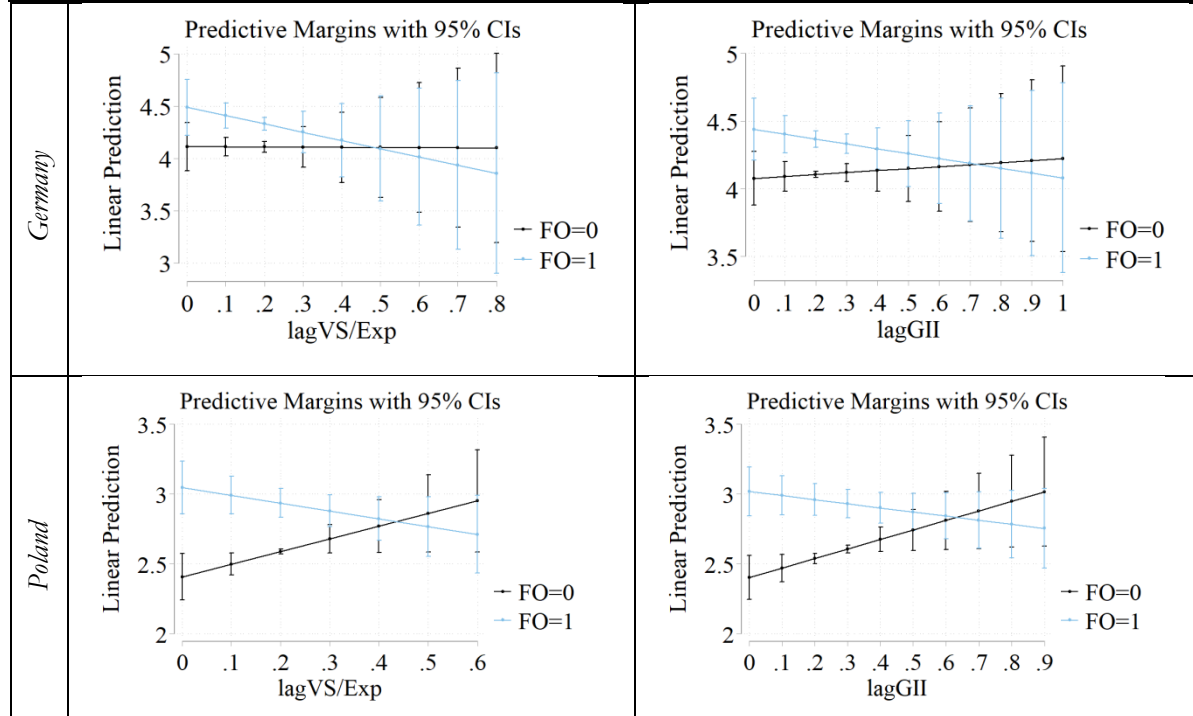 Germany
Predictive Margins with 95% CIs
Linear Prediction
5
4.5
4
3.5
3
0 .1 .2 .3 .4 .5 .6 .7 .8
lagVS/Exp
FO=0
FO=1
Predictive Margins with 95% CIs
Linear Prediction
5
4.5
4
3.5
0 .1 .2 .3 .4 .5 .6 .7 .8 .9 1
lagGII
FO=0
FO=1
Poland
Predictive Margins with 95% CIs
Linear Prediction
3.5
3
2.5
2
0 .1 .2 .3 .4 .5 .6
lagVS/Exp
FO=0
FO=1
Predictive Margins with 95% CIs
Linear Prediction
3.5
3
2.5
2
0 .1 .2 .3 .4 .5 .6 .7 .8 .9
lagGII
FO=0
FO=1